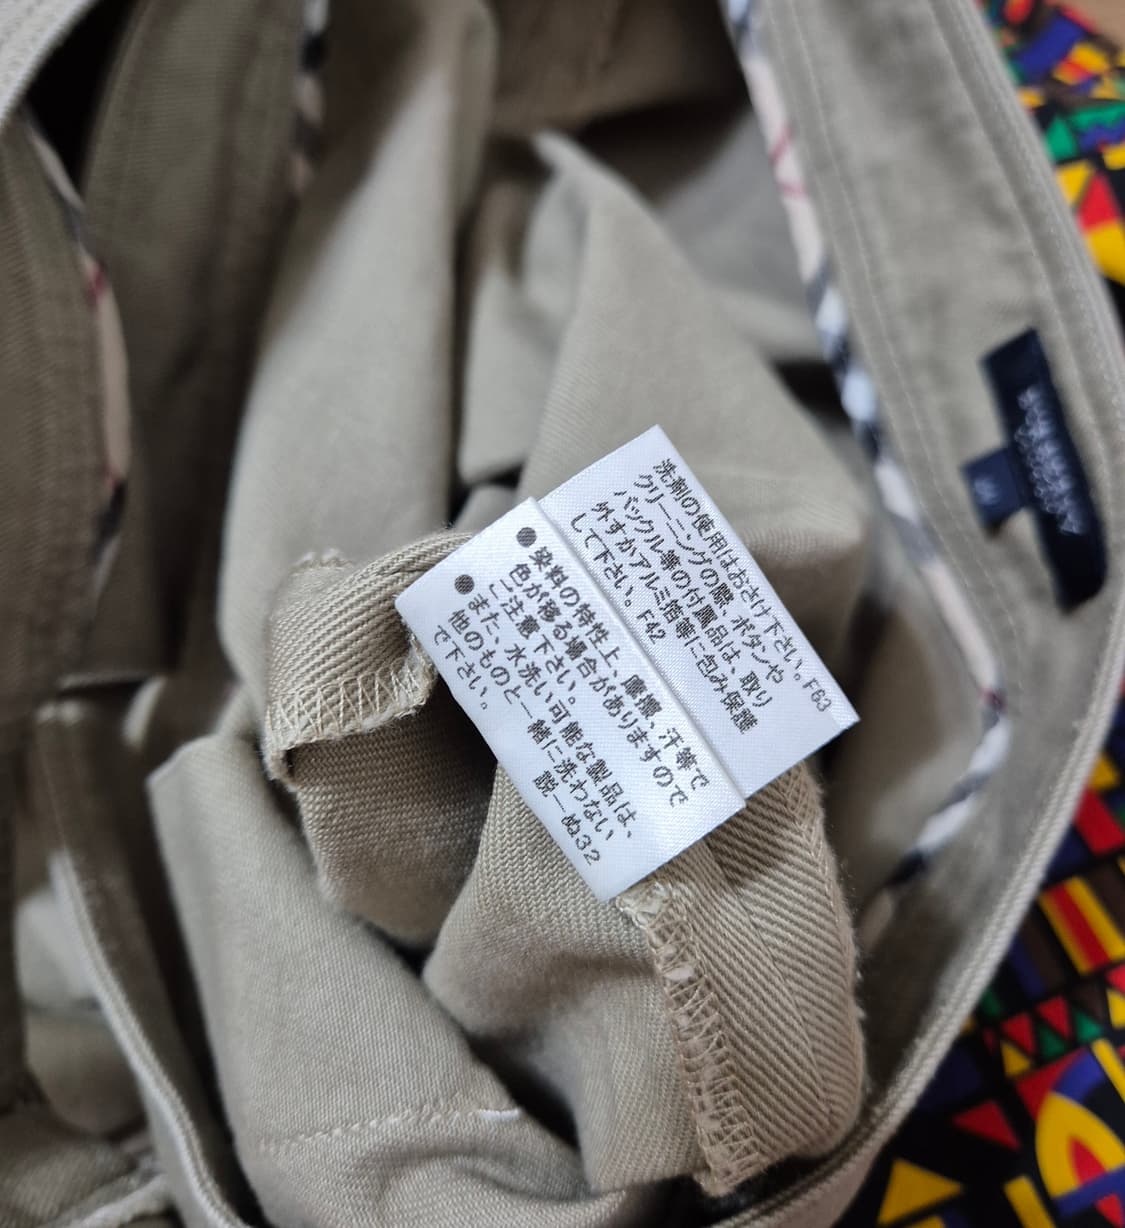 洗剤の使用はおさけ下さい。F63
クリーニングの際、ボタンや
バックル等の付属品は、取り
外すかアルミ箔等に包み保護
して下さい。F42
●染料の特性上、摩擦、汗等で
色が移る場合がありますので
ご注意下さい。
●また、水洗い可能な製品は、
他のものと一緒に洗わない
で下さい。 説ーぬ32
M